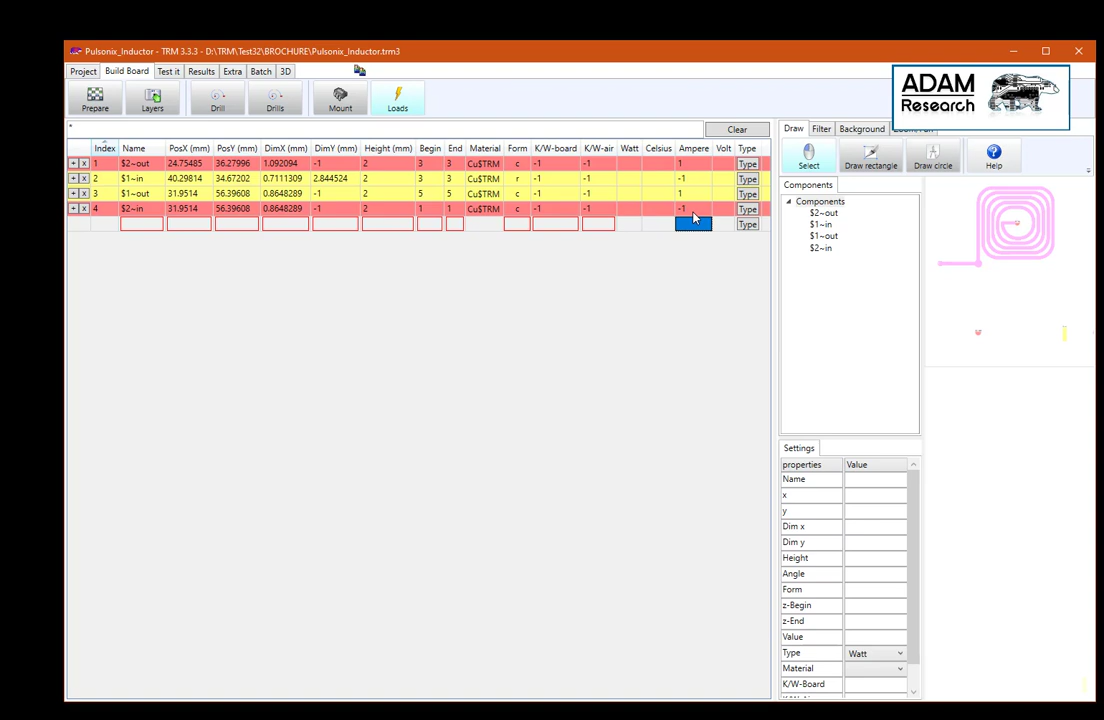 Pulsonix_Inductor - TRM 3.3.3 - D:\TRM\Test32\BROCHURE\Pulsonix_Inductor.trm3
Project Build Board Test it Results Extra Batch 3D
Prepare Layers Drill Drills Mount Loads
ADAM
Research
* Clear
Draw Filter Background
Index Name PosX (mm) PosY (mm) DimX (mm) DimY (mm) Height (mm) Begin End Material Form K/W-board K/W-air Watt Celsius Ampere Volt Type
+ x 1 $2~out 24.75485 36.27996 1.092094 -1 2 3 3 Cu$TRM c -1 -1 1 Type
+ x 2 $1~in 40.29814 34.67202 0.7111309 2.844524 2 3 3 Cu$TRM r -1 -1 -1 Type
+ x 3 $1~out 31.9514 56.39608 0.8648289 -1 2 5 5 Cu$TRM c -1 -1 1 Type
+ x 4 $2~in 31.9514 56.39608 0.8648289 -1 2 1 1 Cu$TRM c -1 -1 -1 Type
Type
Select Draw rectangle Draw circle Help
Components
Components
$2~out
$1~in
$1~out
$2~in
Settings
properties Value
Name
x
y
Dim x
Dim y
Height
Angle
Form
z-Begin
z-End
Value
Type Watt
Material
K/W-Board